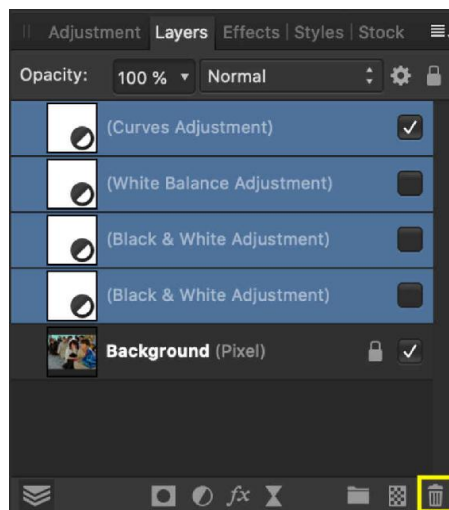 Adjustment Layers Effects | Styles | Stock
Opacity: 100 % Normal
(Curves Adjustment)
(White Balance Adjustment)
(Black & White Adjustment)
(Black & White Adjustment)
Background (Pixel)
fx